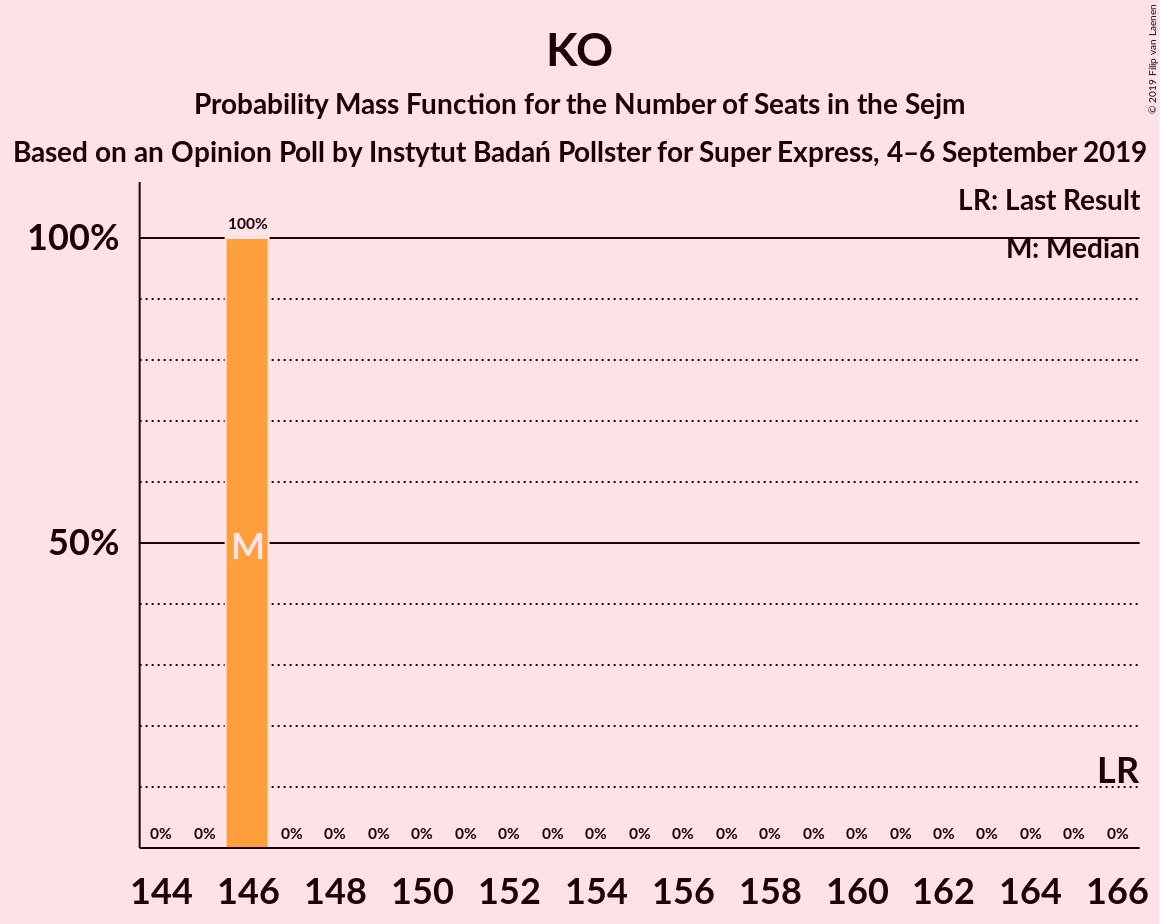 KO
Probability Mass Function for the Number of Seats in the Sejm
Based on an Opinion Poll by Instytut Badań Pollster for Super Express, 4–6 September 2019
© 2019 Filip van Laenen
LR: Last Result
M: Median
100%
100%
50%
M
LR
0% 0% 0% 0% 0% 0% 0% 0% 0% 0% 0% 0% 0% 0% 0% 0% 0% 0% 0% 0% 0% 0%
144 146 148 150 152 154 156 158 160 162 164 166